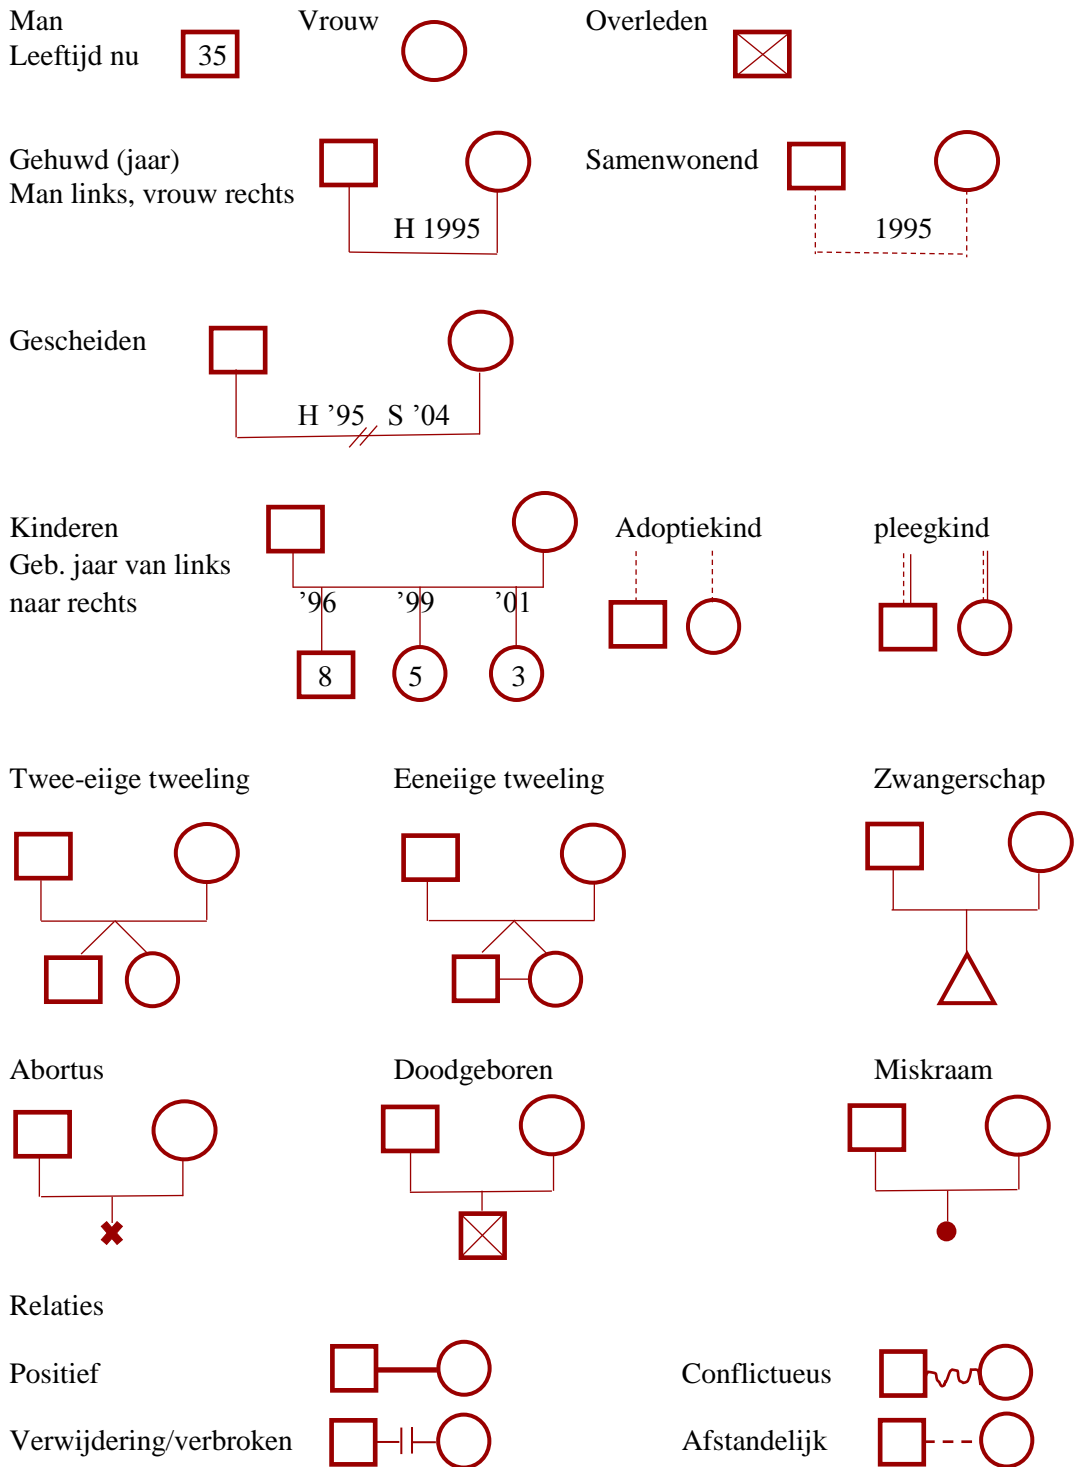 Man
Vrouw
Overleden
Leeftijd nu
35
Gehuwd (jaar)
Samenwonend
Man links, vrouw rechts
H 1995
1995
Gescheiden
H ’95 S ’04
Kinderen
Adoptiekind
pleegkind
Geb. jaar van links
naar rechts
’96 ’99 ’01
8 5 3
Twee-eiige tweeling
Eeneiige tweeling
Zwangerschap
Abortus
Doodgeboren
Miskraam
Relaties
Positief
Conflictueus
Verwijdering/verbroken
Afstandelijk